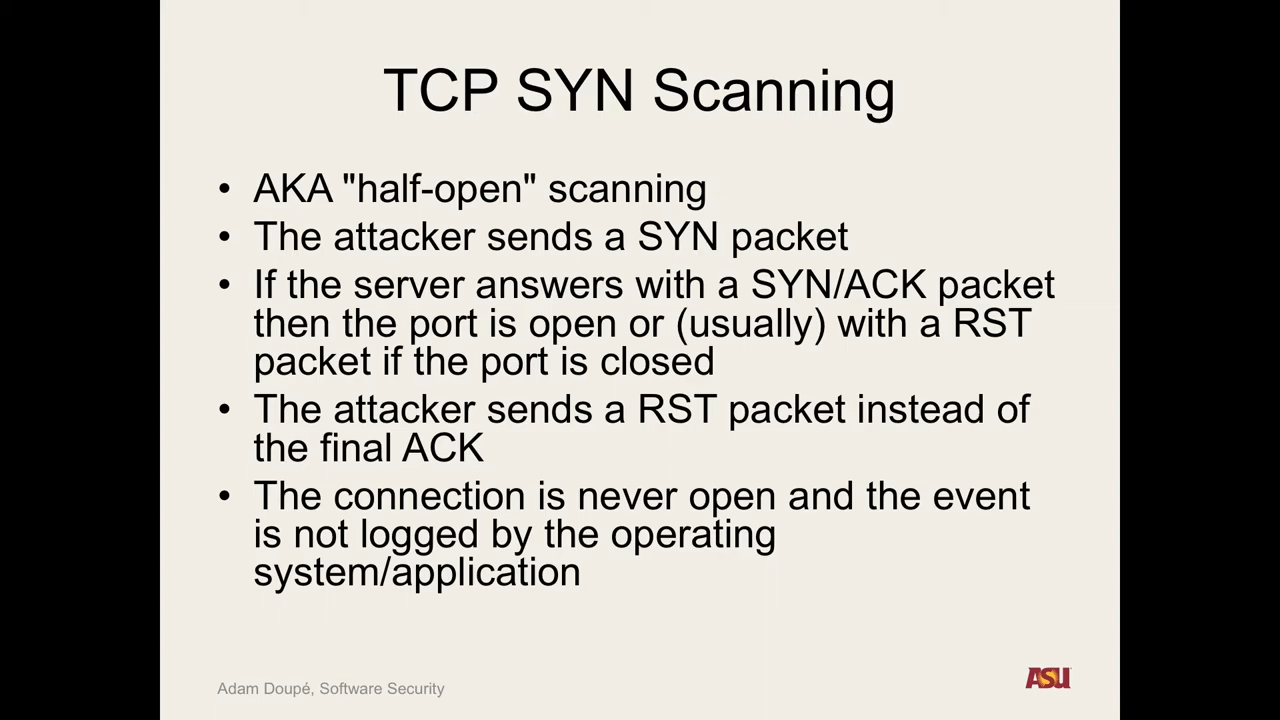 TCP SYN Scanning
• AKA "half-open" scanning
• The attacker sends a SYN packet
• If the server answers with a SYN/ACK packet
then the port is open or (usually) with a RST
packet if the port is closed
• The attacker sends a RST packet instead of
the final ACK
• The connection is never open and the event
is not logged by the operating
system/application
Adam Doupé, Software Security
ASU